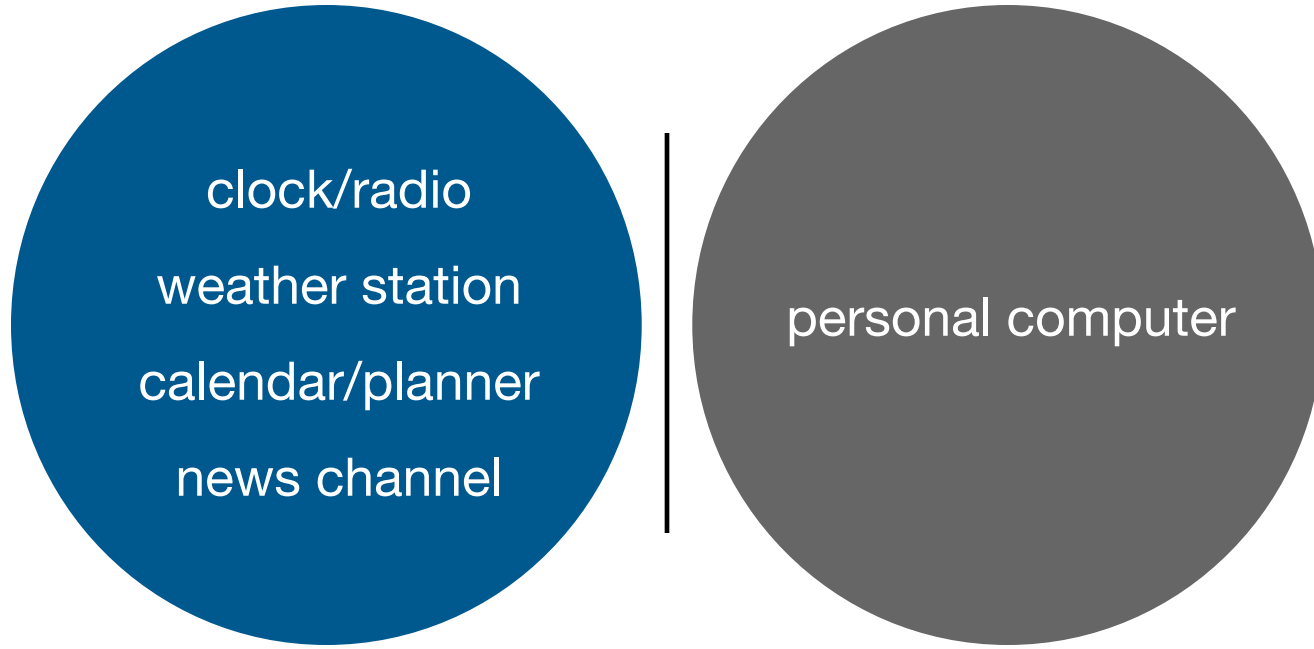 clock/radio
weather station
calendar/planner
news channel
personal computer